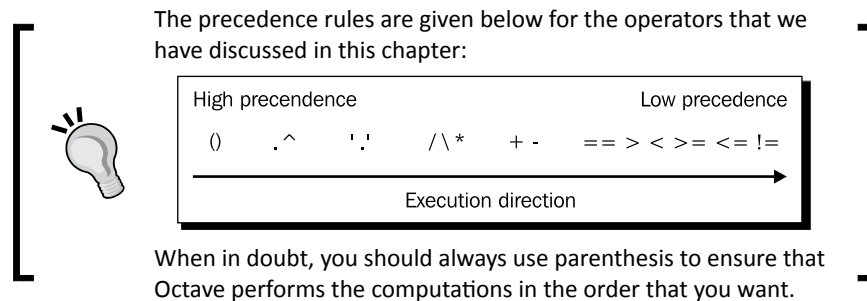 The precedence rules are given below for the operators that we
have discussed in this chapter:
High precendence Low precedence
() .^ '.' / \ * + - == > < >= <= !=
Execution direction
When in doubt, you should always use parenthesis to ensure that
Octave performs the computations in the order that you want.